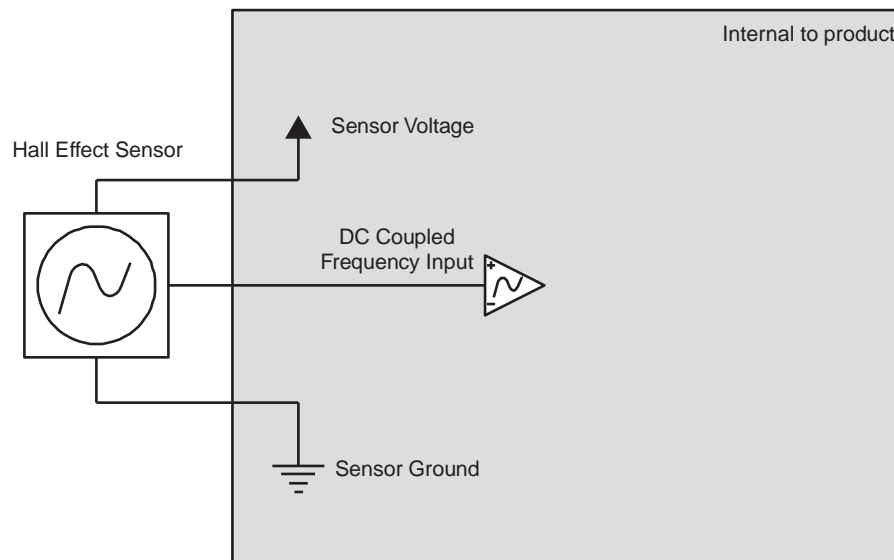 Internal to product
Sensor Voltage
Hall Effect Sensor
DC Coupled
Frequency Input
+
−
Sensor Ground